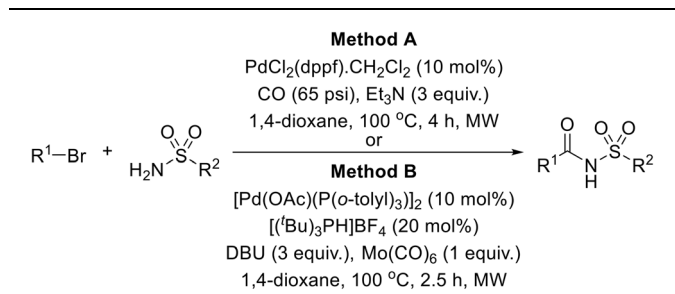 Method A
PdCl₂(dppf).CH₂Cl₂ (10 mol%)
CO (65 psi), Et₃N (3 equiv.)
1,4-dioxane, 100 °C, 4 h, MW
or
R¹–Br + H₂N S O O R²
R¹ O N H S O O R²
Method B
[Pd(OAc)(P(o-tolyl)₃)]₂ (10 mol%)
[(ᵗBu)₃PH]BF₄ (20 mol%)
DBU (3 equiv.), Mo(CO)₆ (1 equiv.)
1,4-dioxane, 100 °C, 2.5 h, MW